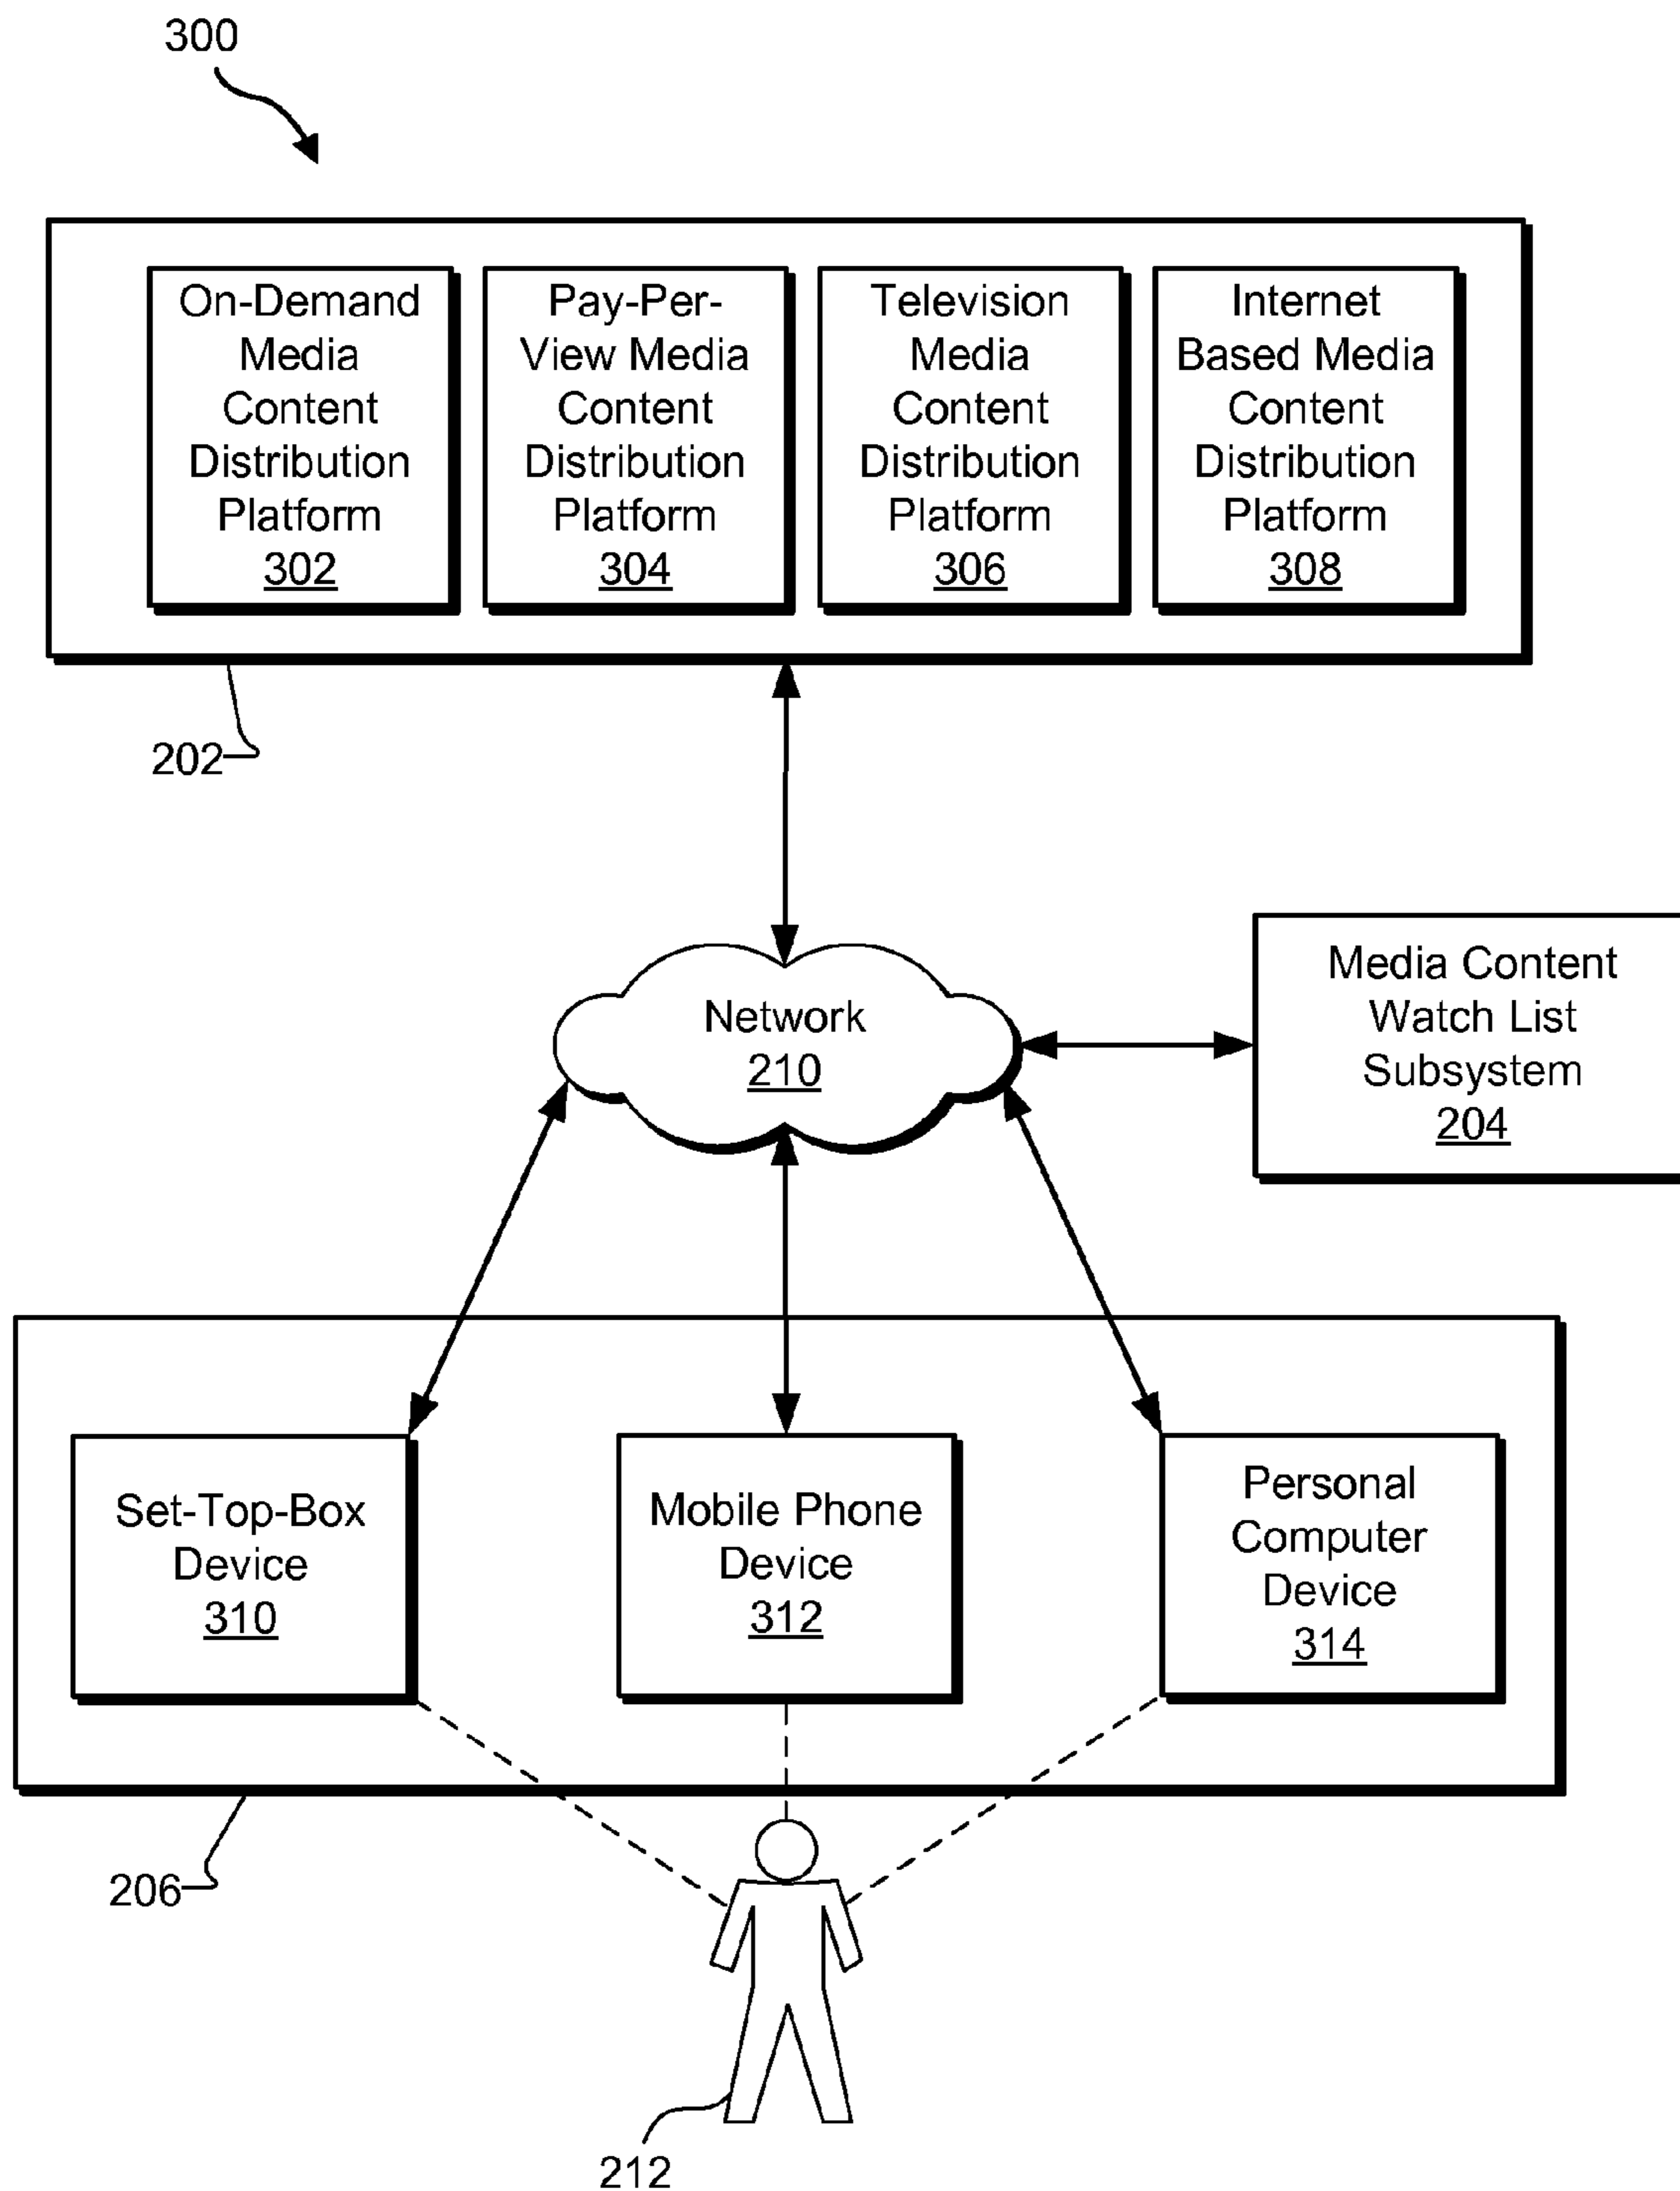 300
On-Demand
Media
Content
Distribution
Platform
302
Pay-Per-
View Media
Content
Distribution
Platform
304
Television
Media
Content
Distribution
Platform
306
Internet
Based Media
Content
Distribution
Platform
308
202
Network
210
Media Content
Watch List
Subsystem
204
Set-Top-Box
Device
310
Mobile Phone
Device
312
Personal
Computer
Device
314
206
212